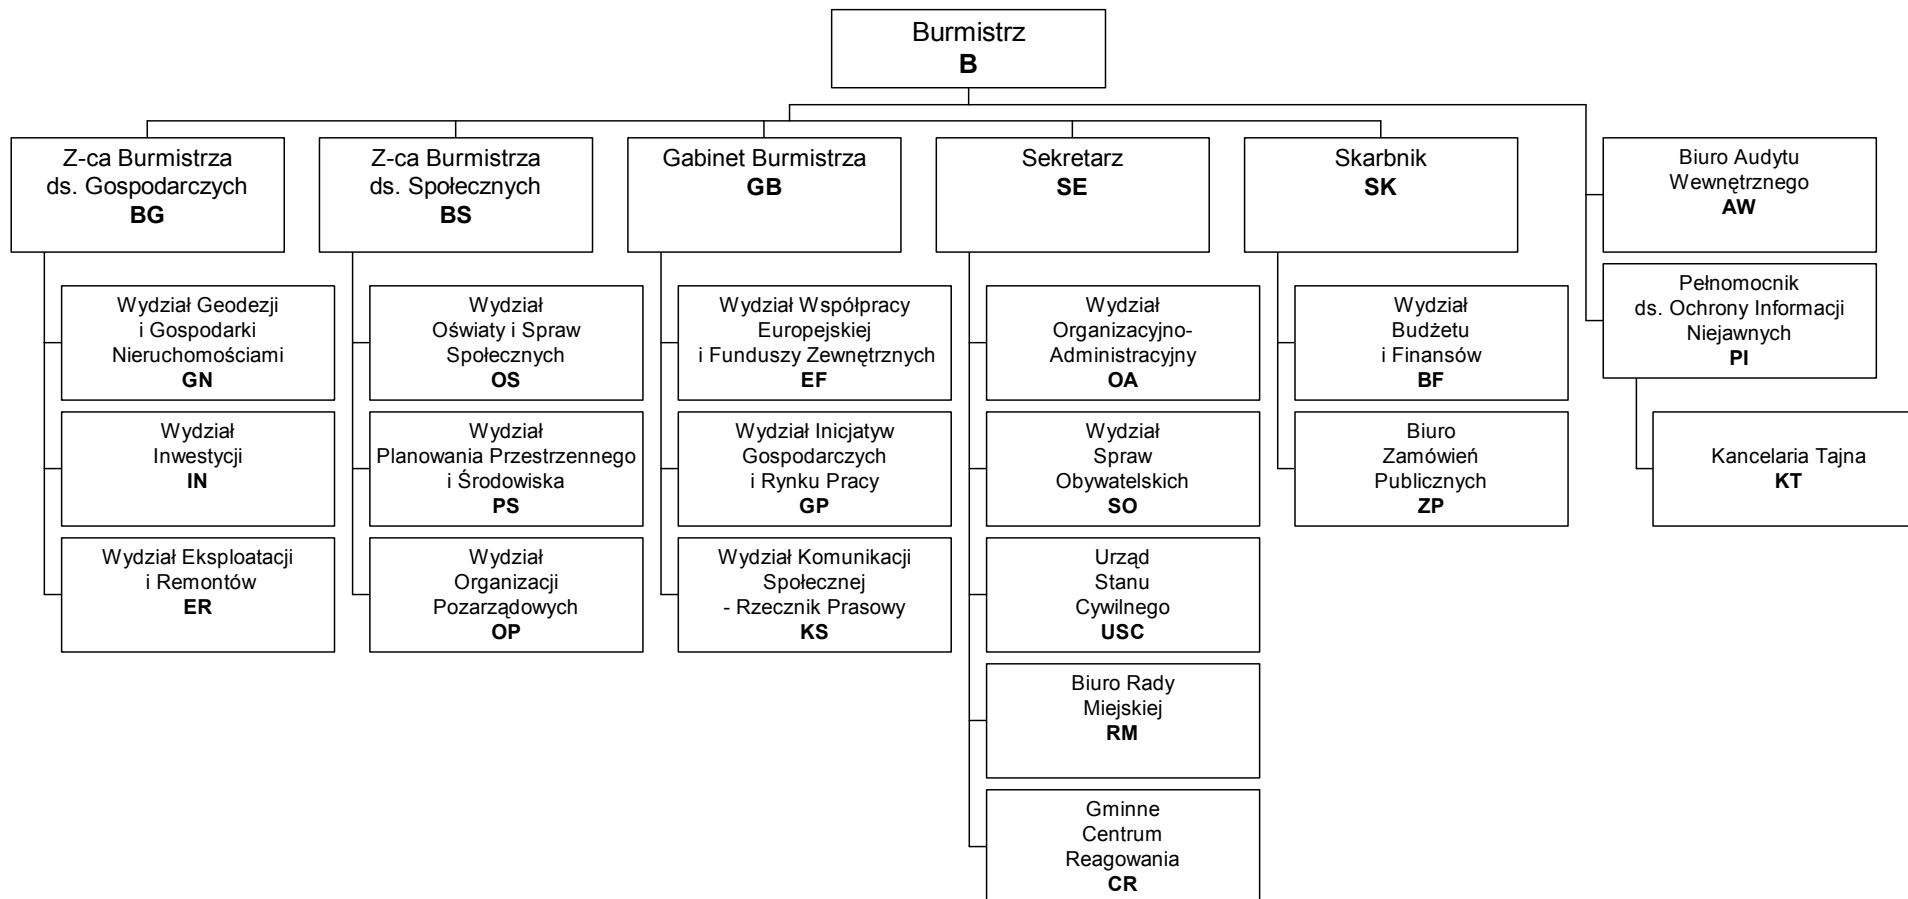 Burmistrz
B
Z-ca Burmistrza
ds. Gospodarczych
BG
Z-ca Burmistrza
ds. Społecznych
BS
Gabinet Burmistrza
GB
Sekretarz
SE
Skarbnik
SK
Biuro Audytu
Wewnętrznego
AW
Pełnomocnik
ds. Ochrony Informacji
Niejawnych
PI
Kancelaria Tajna
KT
Wydział Geodezji
i Gospodarki
Nieruchomościami
GN
Wydział
Inwestycji
IN
Wydział Eksploatacji
i Remontów
ER
Wydział
Oświaty i Spraw
Społecznych
OS
Wydział
Planowania Przestrzennego
i Środowiska
PS
Wydział
Organizacji
Pozarządowych
OP
Wydział Współpracy
Europejskiej
i Funduszy Zewnętrznych
EF
Wydział Inicjatyw
Gospodarczych
i Rynku Pracy
GP
Wydział Komunikacji
Społecznej
- Rzecznik Prasowy
KS
Wydział
Organizacyjno-
Administracyjny
OA
Wydział
Spraw
Obywatelskich
SO
Urząd
Stanu
Cywilnego
USC
Biuro Rady
Miejskiej
RM
Gminne
Centrum
Reagowania
CR
Wydział
Budżetu
i Finansów
BF
Biuro
Zamówień
Publicznych
ZP